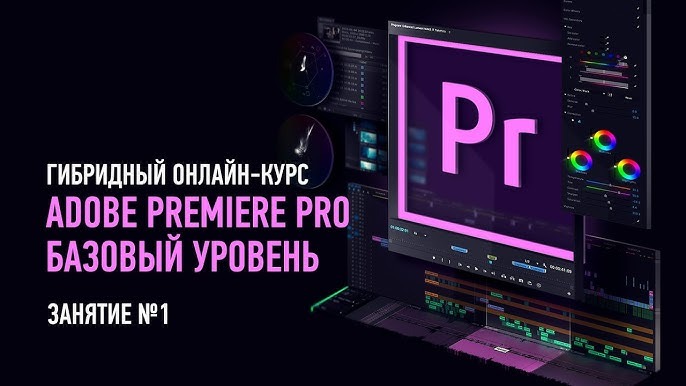 ГИБРИДНЫЙ ОНЛАЙН-КУРС
ADOBE PREMIERE PRO
БАЗОВЫЙ УРОВЕНЬ
ЗАНЯТИЕ №1
Pr